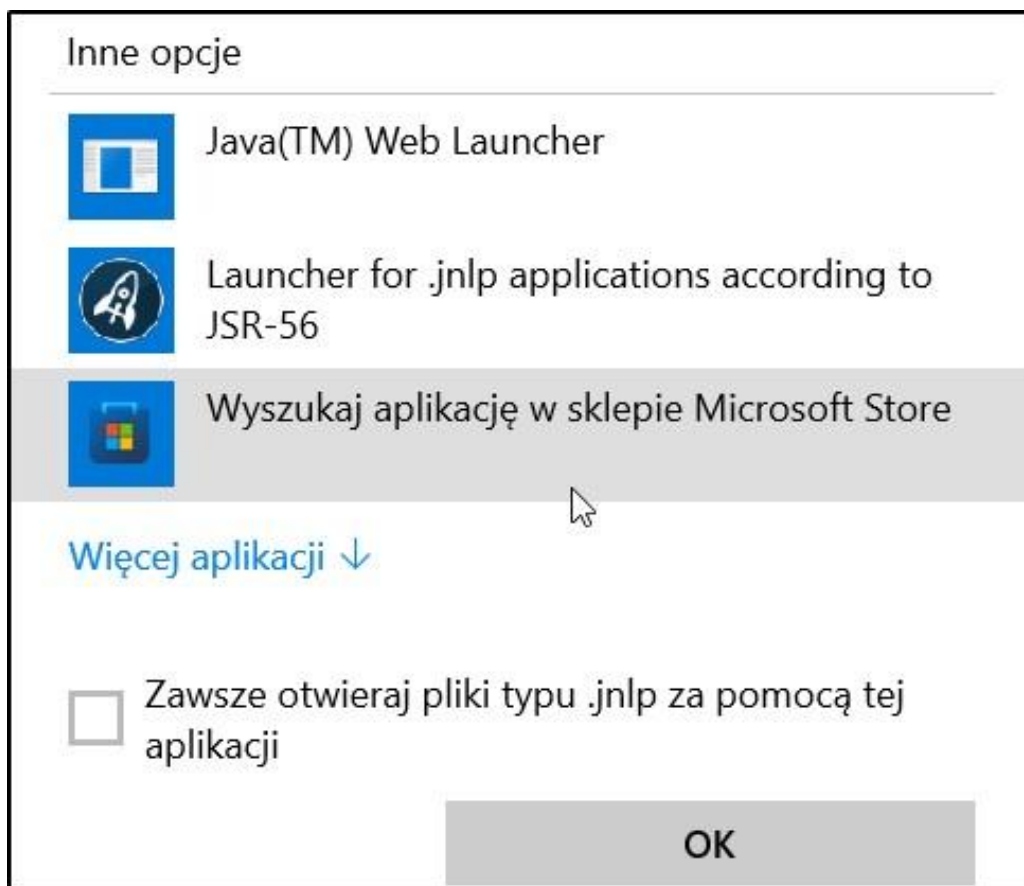 Inne opcje
Java(TM) Web Launcher
Launcher for .jnlp applications according to
JSR-56
Wyszukaj aplikację w sklepie Microsoft Store
Więcej aplikacji ↓
Zawsze otwieraj pliki typu .jnlp za pomocą tej
aplikacji
OK